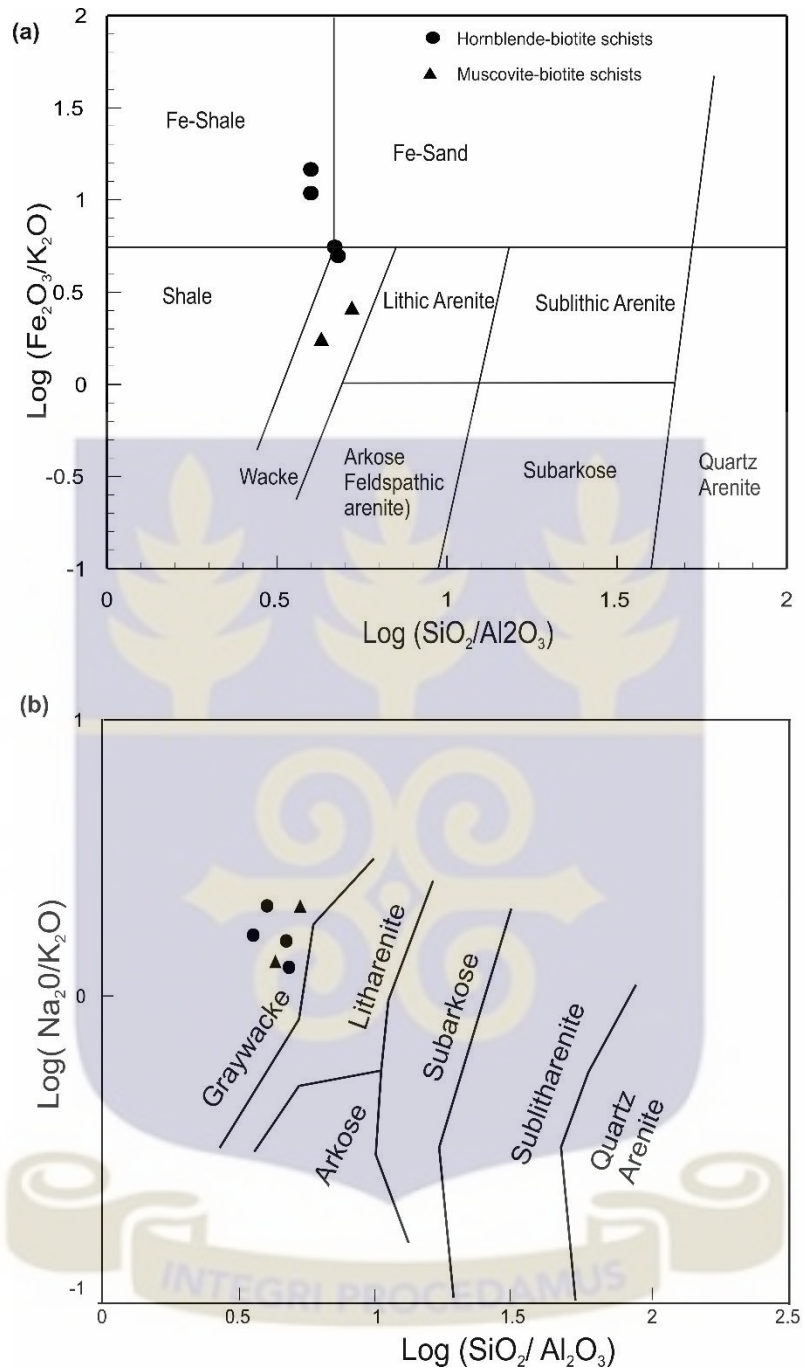 (a)
2
1.5
1
0.5
0
-0.5
-1
Log (Fe₂O₃/K₂O)
● Hornblende-biotite schists
▲ Muscovite-biotite schists
Fe-Shale
Fe-Sand
Shale
Lithic Arenite
Sublithic Arenite
Wacke
Arkose
Feldspathic
arenite)
Subarkose
Quartz
Arenite
0
0.5
1
1.5
2
Log (SiO₂/Al2O₃)
(b)
1
0
-1
Log( Na₂0/K₂O)
Graywacke
Litharenite
Arkose
Subarkose
Sublitharenite
Quartz
Arenite
INTEGRI PROCEDAMUS
0
0.5
1
1.5
2
2.5
Log (SiO₂/ Al₂O₃)